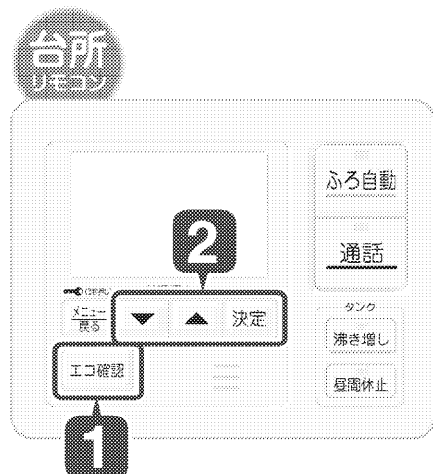 台所
リモコン
ふろ自動
通話
2
メニュー
戻る
▼ ▲ 決定
タンク
沸き増し
エコ確認
昼間休止
1